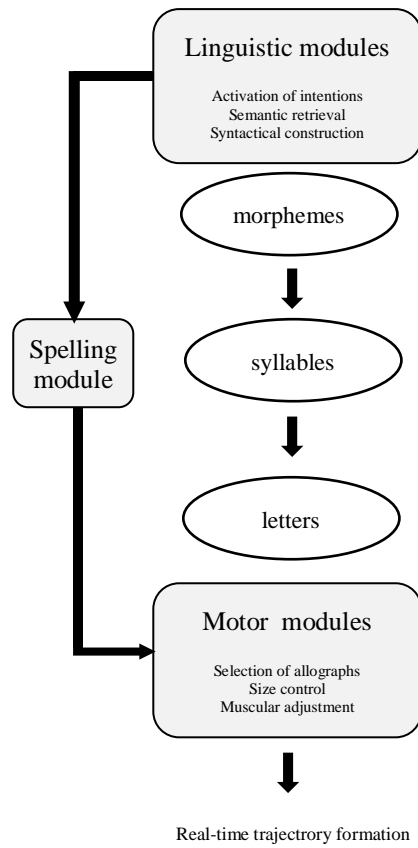 Linguistic modules
Activation of intentions
Semantic retrieval
Syntactical construction
morphemes
Spelling
module
syllables
letters
Motor modules
Selection of allographs
Size control
Muscular adjustment
Real-time trajectrory formation